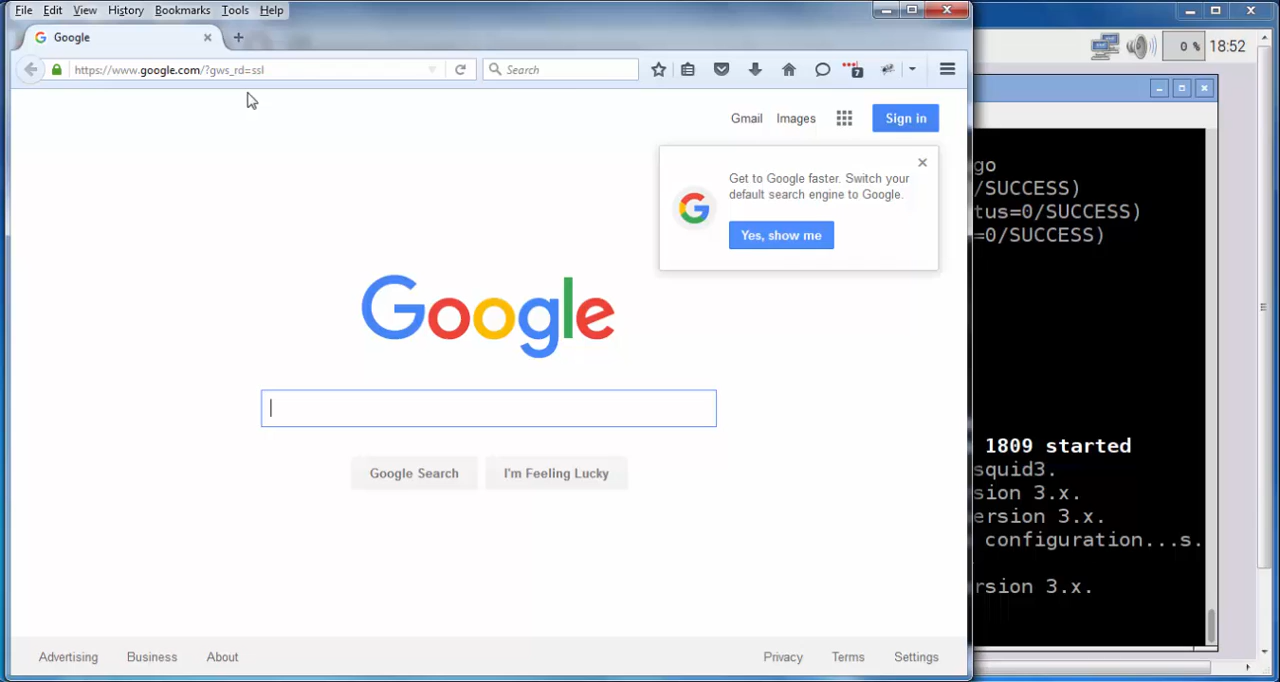 File Edit View History Bookmarks Tools Help
Google
https://www.google.com/?gws_rd=ssl
Search
7
0 %
18:52
Gmail Images
Sign in
Get to Google faster. Switch your
default search engine to Google.
Yes, show me
Google
Google Search
I'm Feeling Lucky
Advertising Business About
Privacy Terms Settings
go
/SUCCESS)
tus=0/SUCCESS)
=0/SUCCESS)
1809 started
squid3.
sion 3.x.
ersion 3.x.
configuration...s.
rsion 3.x.